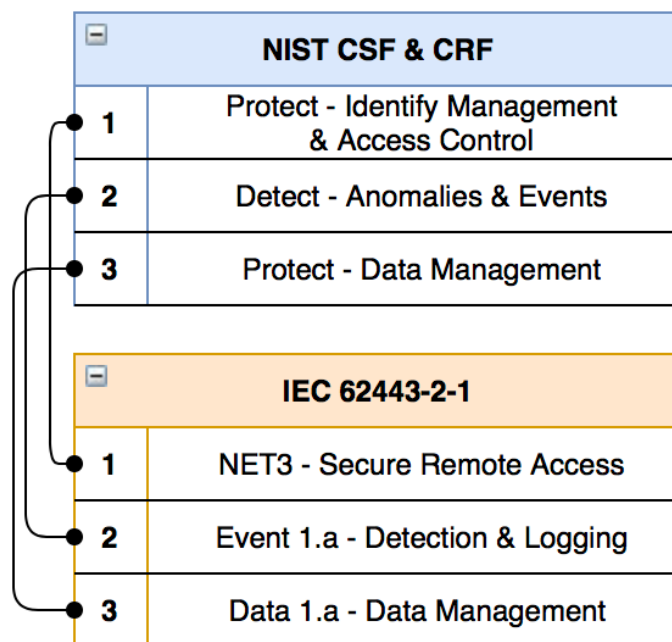 NIST CSF & CRF
1
Protect - Identify Management
& Access Control
2
Detect - Anomalies & Events
3
Protect - Data Management
IEC 62443-2-1
1
NET3 - Secure Remote Access
2
Event 1.a - Detection & Logging
3
Data 1.a - Data Management